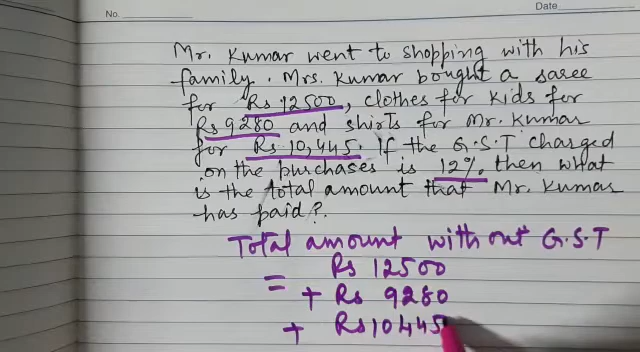 No.
Date
Mr. Kumar went to shopping with his
family. Mrs. Kumar bought a saree
for Rs 12500, clothes for kids for
Rs 9280 and shirts for Mr. Kumar
for Rs. 10,445. If the G.S.T charged
on the purchases is 12%. then what
is the total amount that Mr. Kumar
has paid?.
Total amount without G.S.T
= Rs 12500
+ Rs 9280
+ Rs 10445